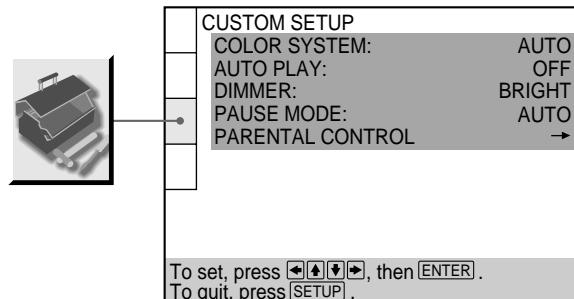 CUSTOM SETUP
COLOR SYSTEM: AUTO
AUTO PLAY: OFF
DIMMER: BRIGHT
PAUSE MODE: AUTO
PARENTAL CONTROL →
To set, press ←↑↓→, then ENTER.
To quit, press SETUP.